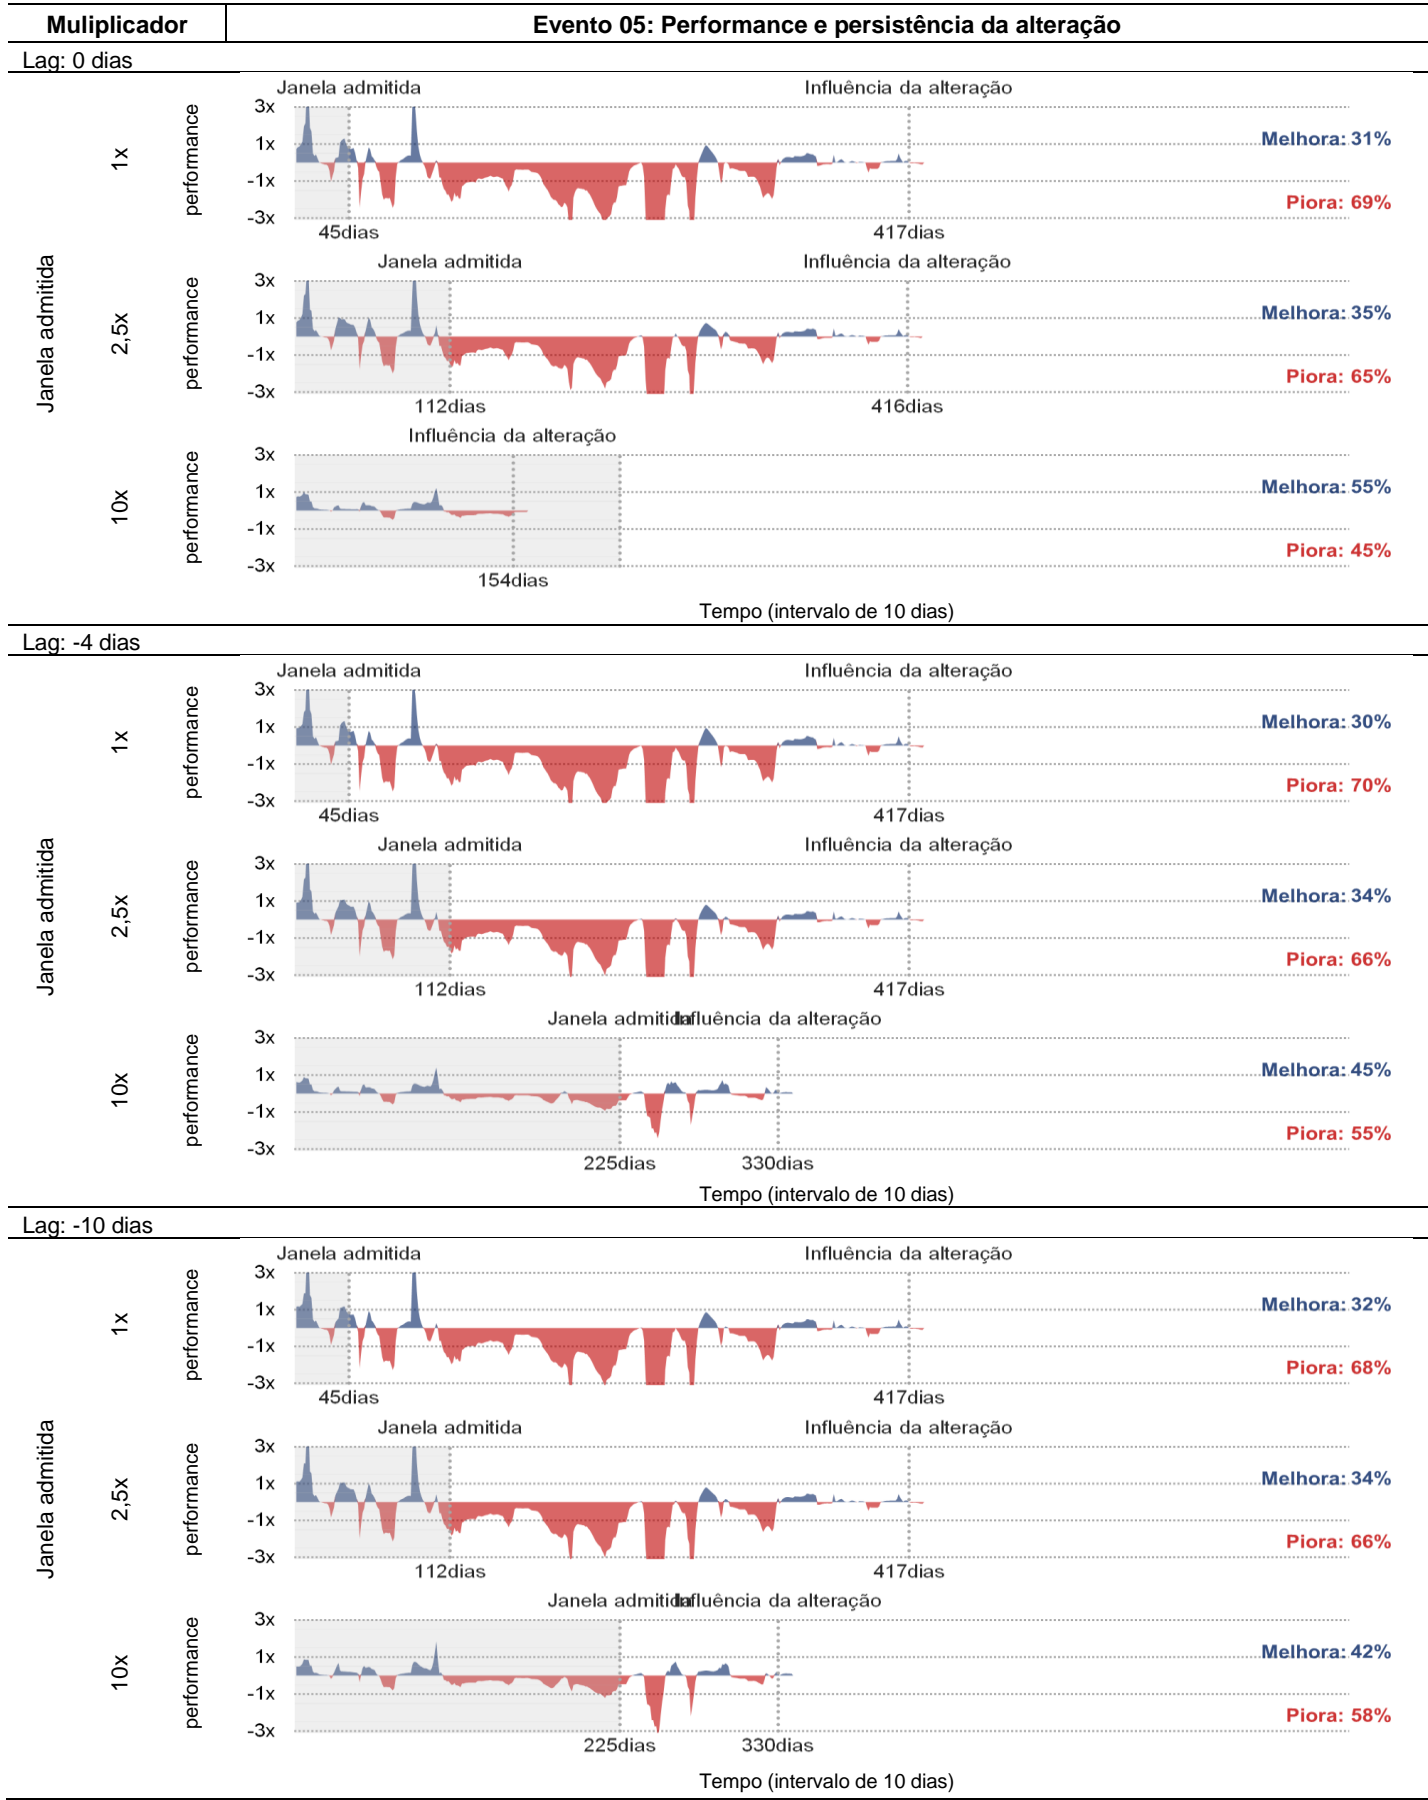 Muliplicador Evento 05: Performance e persistência da alteração
Lag: 0 dias
Janela admitida
1x
performance
Janela admitida Influência da alteração
3x
1x
-1x
-3x
Melhora: 31%
Piora: 69%
45dias 417dias
2,5x
performance
Janela admitida Influência da alteração
3x
1x
-1x
-3x
Melhora: 35%
Piora: 65%
112dias 416dias
10x
performance
Influência da alteração
3x
1x
-1x
-3x
Melhora: 55%
Piora: 45%
154dias
Tempo (intervalo de 10 dias)
Lag: -4 dias
Janela admitida
1x
performance
Janela admitida Influência da alteração
3x
1x
-1x
-3x
Melhora: 30%
Piora: 70%
45dias 417dias
2,5x
performance
Janela admitida Influência da alteração
3x
1x
-1x
-3x
Melhora: 34%
Piora: 66%
112dias 417dias
10x
performance
Janela admitida Influência da alteração
3x
1x
-1x
-3x
Melhora: 45%
Piora: 55%
225dias 330dias
Tempo (intervalo de 10 dias)
Lag: -10 dias
Janela admitida
1x
performance
Janela admitida Influência da alteração
3x
1x
-1x
-3x
Melhora: 32%
Piora: 68%
45dias 417dias
2,5x
performance
Janela admitida Influência da alteração
3x
1x
-1x
-3x
Melhora: 34%
Piora: 66%
112dias 417dias
10x
performance
Janela admitida Influência da alteração
3x
1x
-1x
-3x
Melhora: 42%
Piora: 58%
225dias 330dias
Tempo (intervalo de 10 dias)